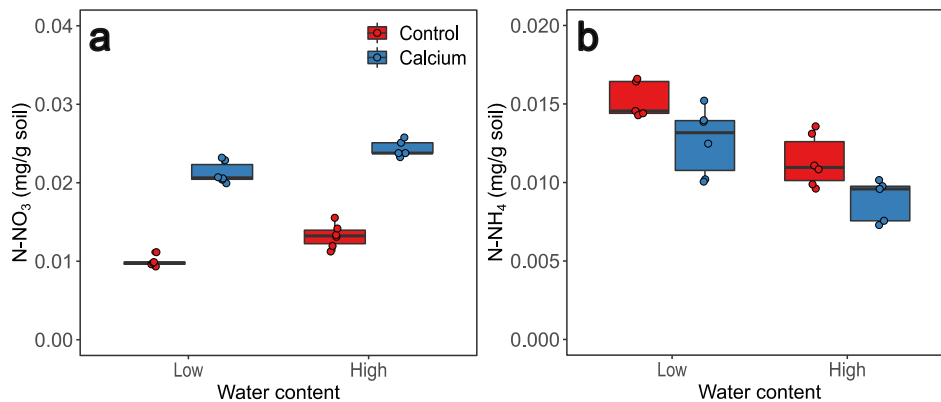 a
N-NO3 (mg/g soil)
0.04
0.03
0.02
0.01
0.00
Control
Calcium
Low
High
Water content
b
N-NH4 (mg/g soil)
0.020
0.015
0.010
0.005
0.000
Low
High
Water content